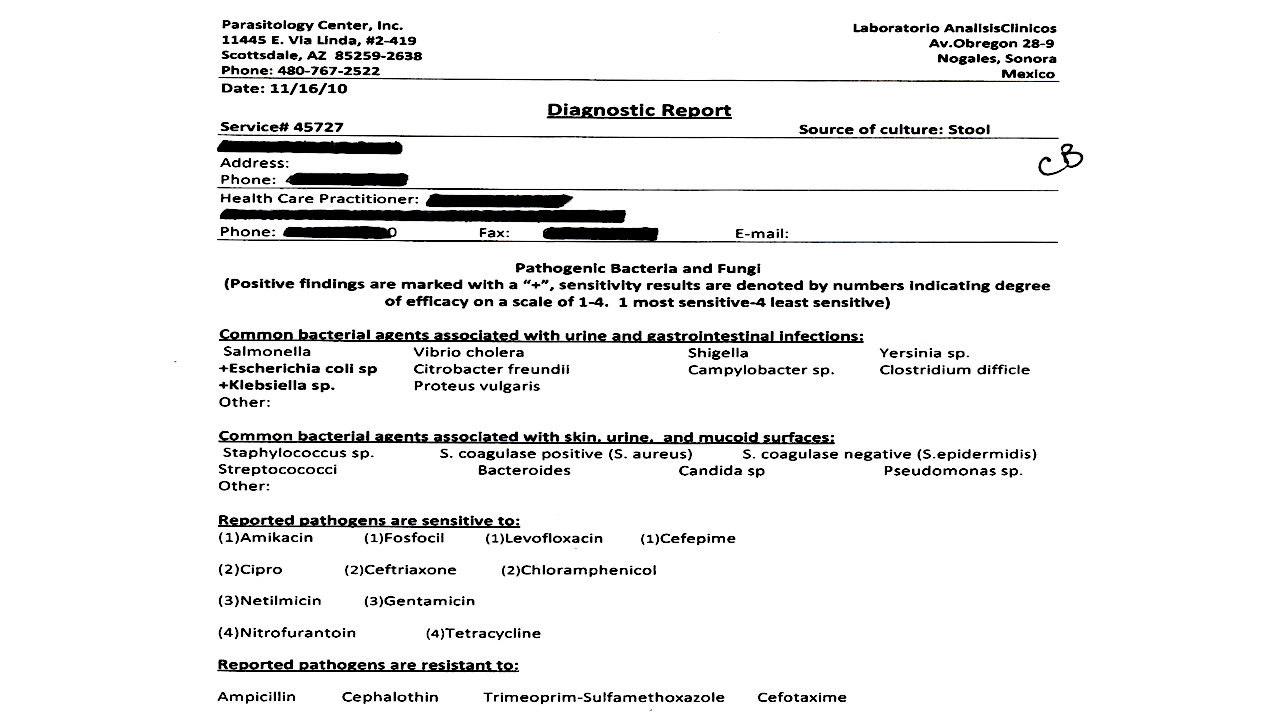 Parasitology Center, Inc.
11445 E. Via Linda, #2-419
Scottsdale, AZ 85259-2638
Phone: 480-767-2522
Laboratorio AnalisisClinicos
Av.Obregon 28-9
Nogales, Sonora
Mexico
Date: 11/16/10
Diagnostic Report
Service# 45727 Source of culture: Stool
CB
Address:
Phone:
Health Care Practitioner:
Phone: Fax: E-mail:
Pathogenic Bacteria and Fungi
(Positive findings are marked with a "+", sensitivity results are denoted by numbers indicating degree
of efficacy on a scale of 1-4. 1 most sensitive-4 least sensitive)
Common bacterial agents associated with urine and gastrointestinal infections:
Salmonella Vibrio cholera Shigella Yersinia sp.
+Escherichia coli sp Citrobacter freundii Campylobacter sp. Clostridium difficle
+Klebsiella sp. Proteus vulgaris
Other:
Common bacterial agents associated with skin, urine, and mucoid surfaces:
Staphylococcus sp. S. coagulase positive (S. aureus) S. coagulase negative (S.epidermidis)
Streptococcoci Bacteroides Candida sp Pseudomonas sp.
Other:
Reported pathogens are sensitive to:
(1)Amikacin (1)Fosfocil (1)Levofloxacin (1)Cefepime
(2)Cipro (2)Ceftriaxone (2)Chloramphenicol
(3)Netilmicin (3)Gentamicin
(4)Nitrofurantoin (4)Tetracycline
Reported pathogens are resistant to:
Ampicillin Cephalothin Trimeoprim-Sulfamethoxazole Cefotaxime